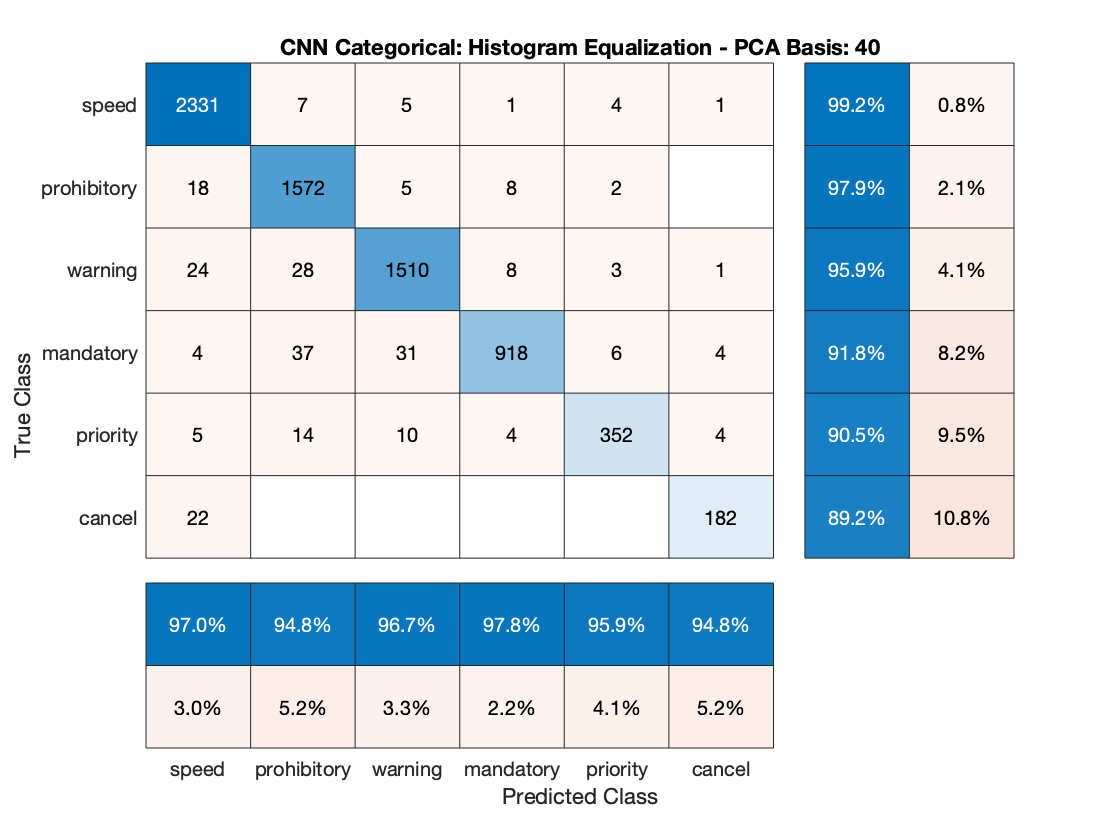 CNN Categorical: Histogram Equalization - PCA Basis: 40
speed 2331 7 5 1 4 1 99.2% 0.8%
prohibitory 18 1572 5 8 2 97.9% 2.1%
warning 24 28 1510 8 3 1 95.9% 4.1%
mandatory 4 37 31 918 6 4 91.8% 8.2%
priority 5 14 10 4 352 4 90.5% 9.5%
cancel 22 182 89.2% 10.8%
True Class
97.0% 94.8% 96.7% 97.8% 95.9% 94.8%
3.0% 5.2% 3.3% 2.2% 4.1% 5.2%
speed prohibitory warning mandatory priority cancel
Predicted Class